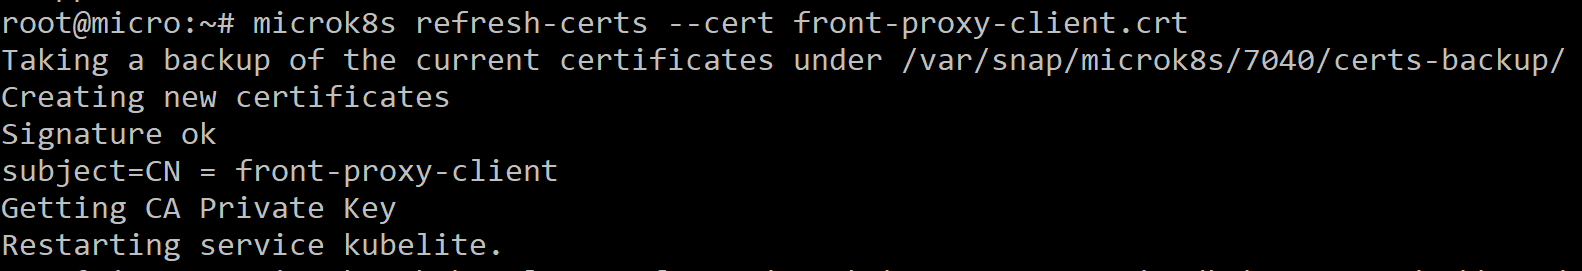 root@micro:~# microk8s refresh-certs --cert front-proxy-client.crt
Taking a backup of the current certificates under /var/snap/microk8s/7040/certs-backup/
Creating new certificates
Signature ok
subject=CN = front-proxy-client
Getting CA Private Key
Restarting service kubelite.